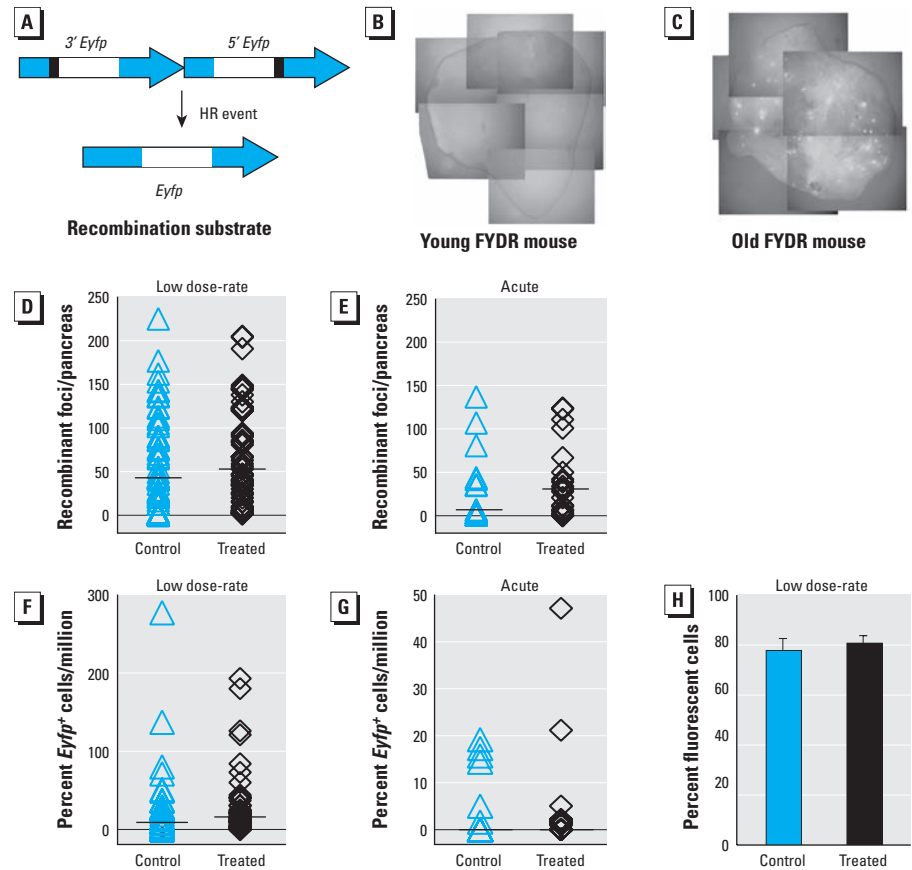 A
3′ Eyfp
5′ Eyfp
HR event
Eyfp
Recombination substrate
B
Young FYDR mouse
C
Old FYDR mouse
D
Low dose-rate
Recombinant foci/pancreas
250
200
150
100
50
0
Control
Treated
E
Acute
Recombinant foci/pancreas
250
200
150
100
50
0
Control
Treated
F
Low dose-rate
Percent Eyfp+ cells/million
300
200
100
0
Control
Treated
G
Acute
Percent Eyfp+ cells/million
50
40
30
20
10
0
Control
Treated
H
Low dose-rate
Percent fluorescent cells
100
80
80
60
40
20
0
Control
Treated